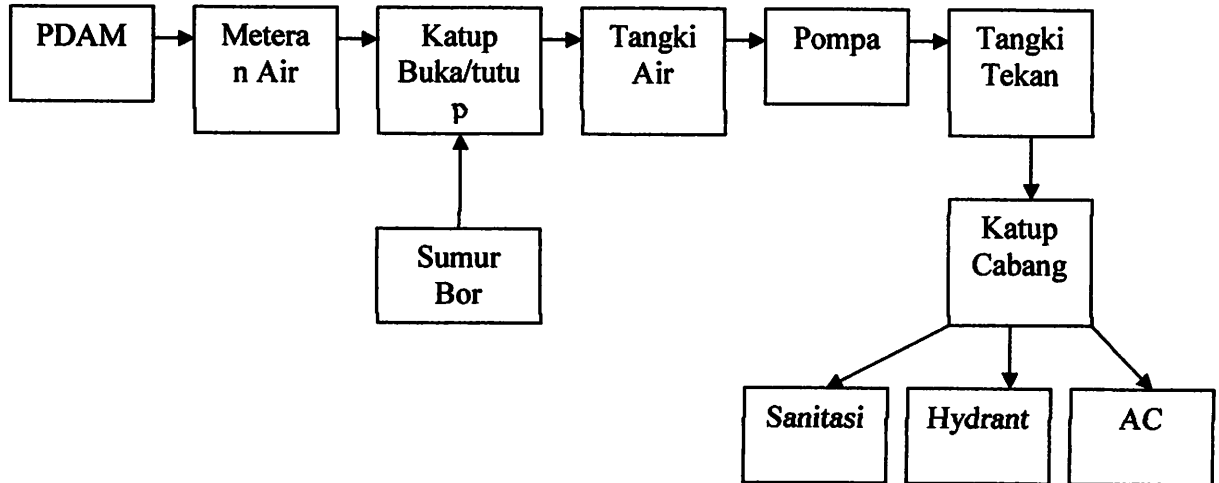 PDAM
Metera
n Air
Katup
Buka/tutu
p
Tangki
Air
Pompa
Tangki
Tekan
Sumur
Bor
Katup
Cabang
Sanitasi
Hydrant
AC